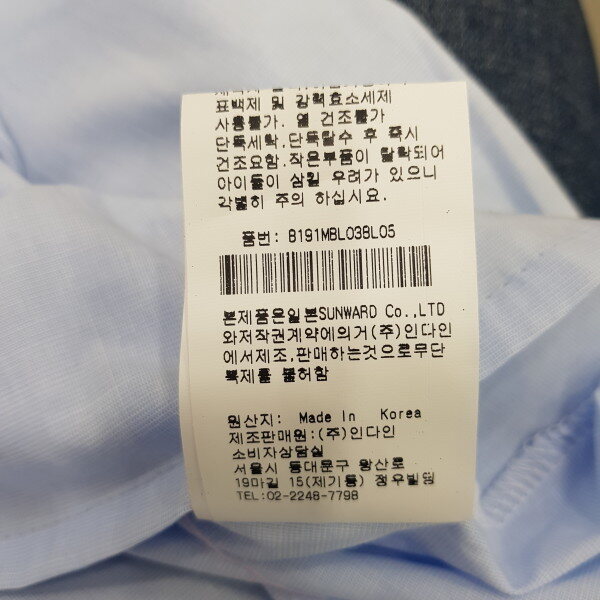 표백제 및 강력효소세제
사용불가. 열 건조불가
단독세탁,단독탈수 후 즉시
건조요함.작은부품이 탈락되어
아이들이 삼킬 우려가 있으니
각별히 주의 하십시요.
품번: B191MBL038L05
본제품은일본SUNWARD Co.,LTD
와저작권계약에의거(주)인다인
에서제조,판매하는것으로무단
복제를 불허함
원산지: Made In Korea
제조판매원:(주)인다인
소비자상담실
서울시 동대문구 왕산로
19마길 15(제기동) 정우빌딩
TEL:02-2248-7798